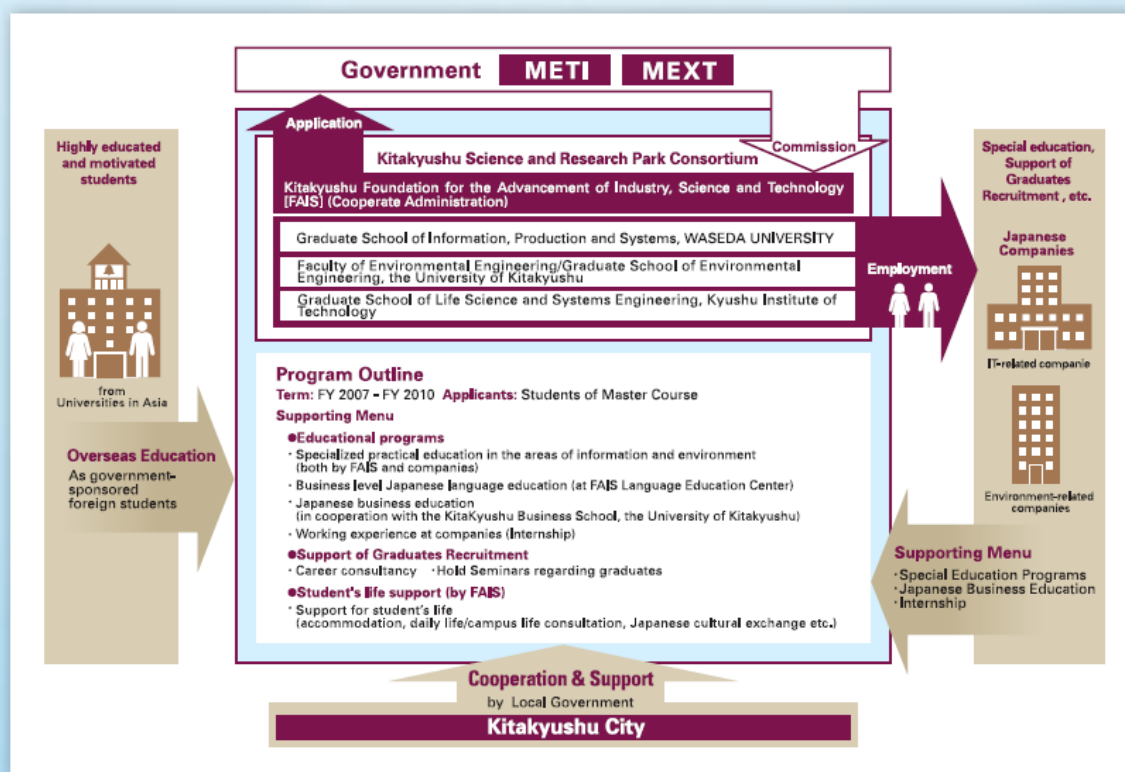 Government METI MEXT
Application
Commission
Kitakyushu Science and Research Park Consortium
Kitakyushu Foundation for the Advancement of Industry, Science and Technology
[FAIS] (Cooperate Administration)
Graduate School of Information, Production and Systems, WASEDA UNIVERSITY
Faculty of Environmental Engineering/Graduate School of Environmental
Engineering, the University of Kitakyushu
Graduate School of Life Science and Systems Engineering, Kyushu Institute of
Technology
Employment
Highly educated
and motivated
students
from
Universities in Asia
Overseas Education
As government-
sponsored
foreign students
Program Outline
Term: FY 2007 - FY 2010 Applicants: Students of Master Course
Supporting Menu
●Educational programs
・Specialized practical education in the areas of information and environment
(both by FAIS and companies)
・Business level Japanese language education (at FAIS Language Education Center)
・Japanese business education
(in cooperation with the KitaKyushu Business School, the University of Kitakyushu)
・Working experience at companies (Internship)
●Support of Graduates Recruitment
・Career consultancy ・Hold Seminars regarding graduates
●Student's life support (by FAIS)
・Support for student's life
(accommodation, daily life/campus life consultation, Japanese cultural exchange etc.)
Special education,
Support of
Graduates
Recruitment , etc.
Japanese
Companies
IT-related companie
Environment-related
companies
Supporting Menu
・Special Education Programs
・Japanese Business Education
・Internship
Cooperation & Support
by Local Government
Kitakyushu City